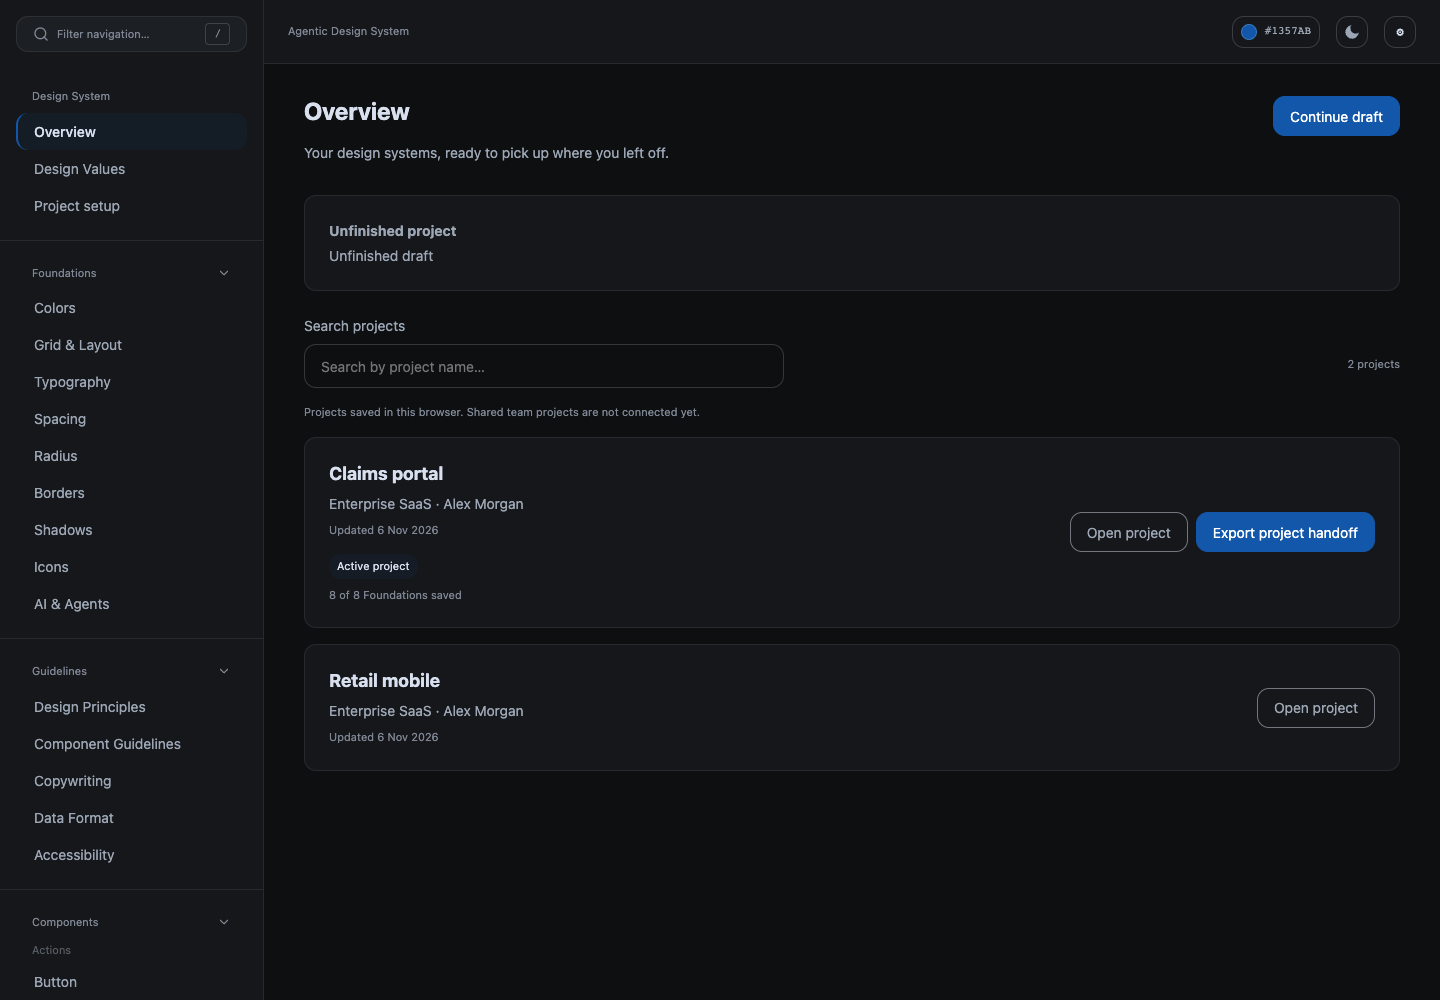 Filter navigation...
/
Design System
Overview
Design Values
Project setup
Foundations
Colors
Grid & Layout
Typography
Spacing
Radius
Borders
Shadows
Icons
AI & Agents
Guidelines
Design Principles
Component Guidelines
Copywriting
Data Format
Accessibility
Components
Actions
Button
Agentic Design System
#1357AB
Overview
Continue draft
Your design systems, ready to pick up where you left off.
Unfinished project
Unfinished draft
Search projects
Search by project name...
2 projects
Projects saved in this browser. Shared team projects are not connected yet.
Claims portal
Enterprise SaaS · Alex Morgan
Updated 6 Nov 2026
Active project
8 of 8 Foundations saved
Open project
Export project handoff
Retail mobile
Enterprise SaaS · Alex Morgan
Updated 6 Nov 2026
Open project